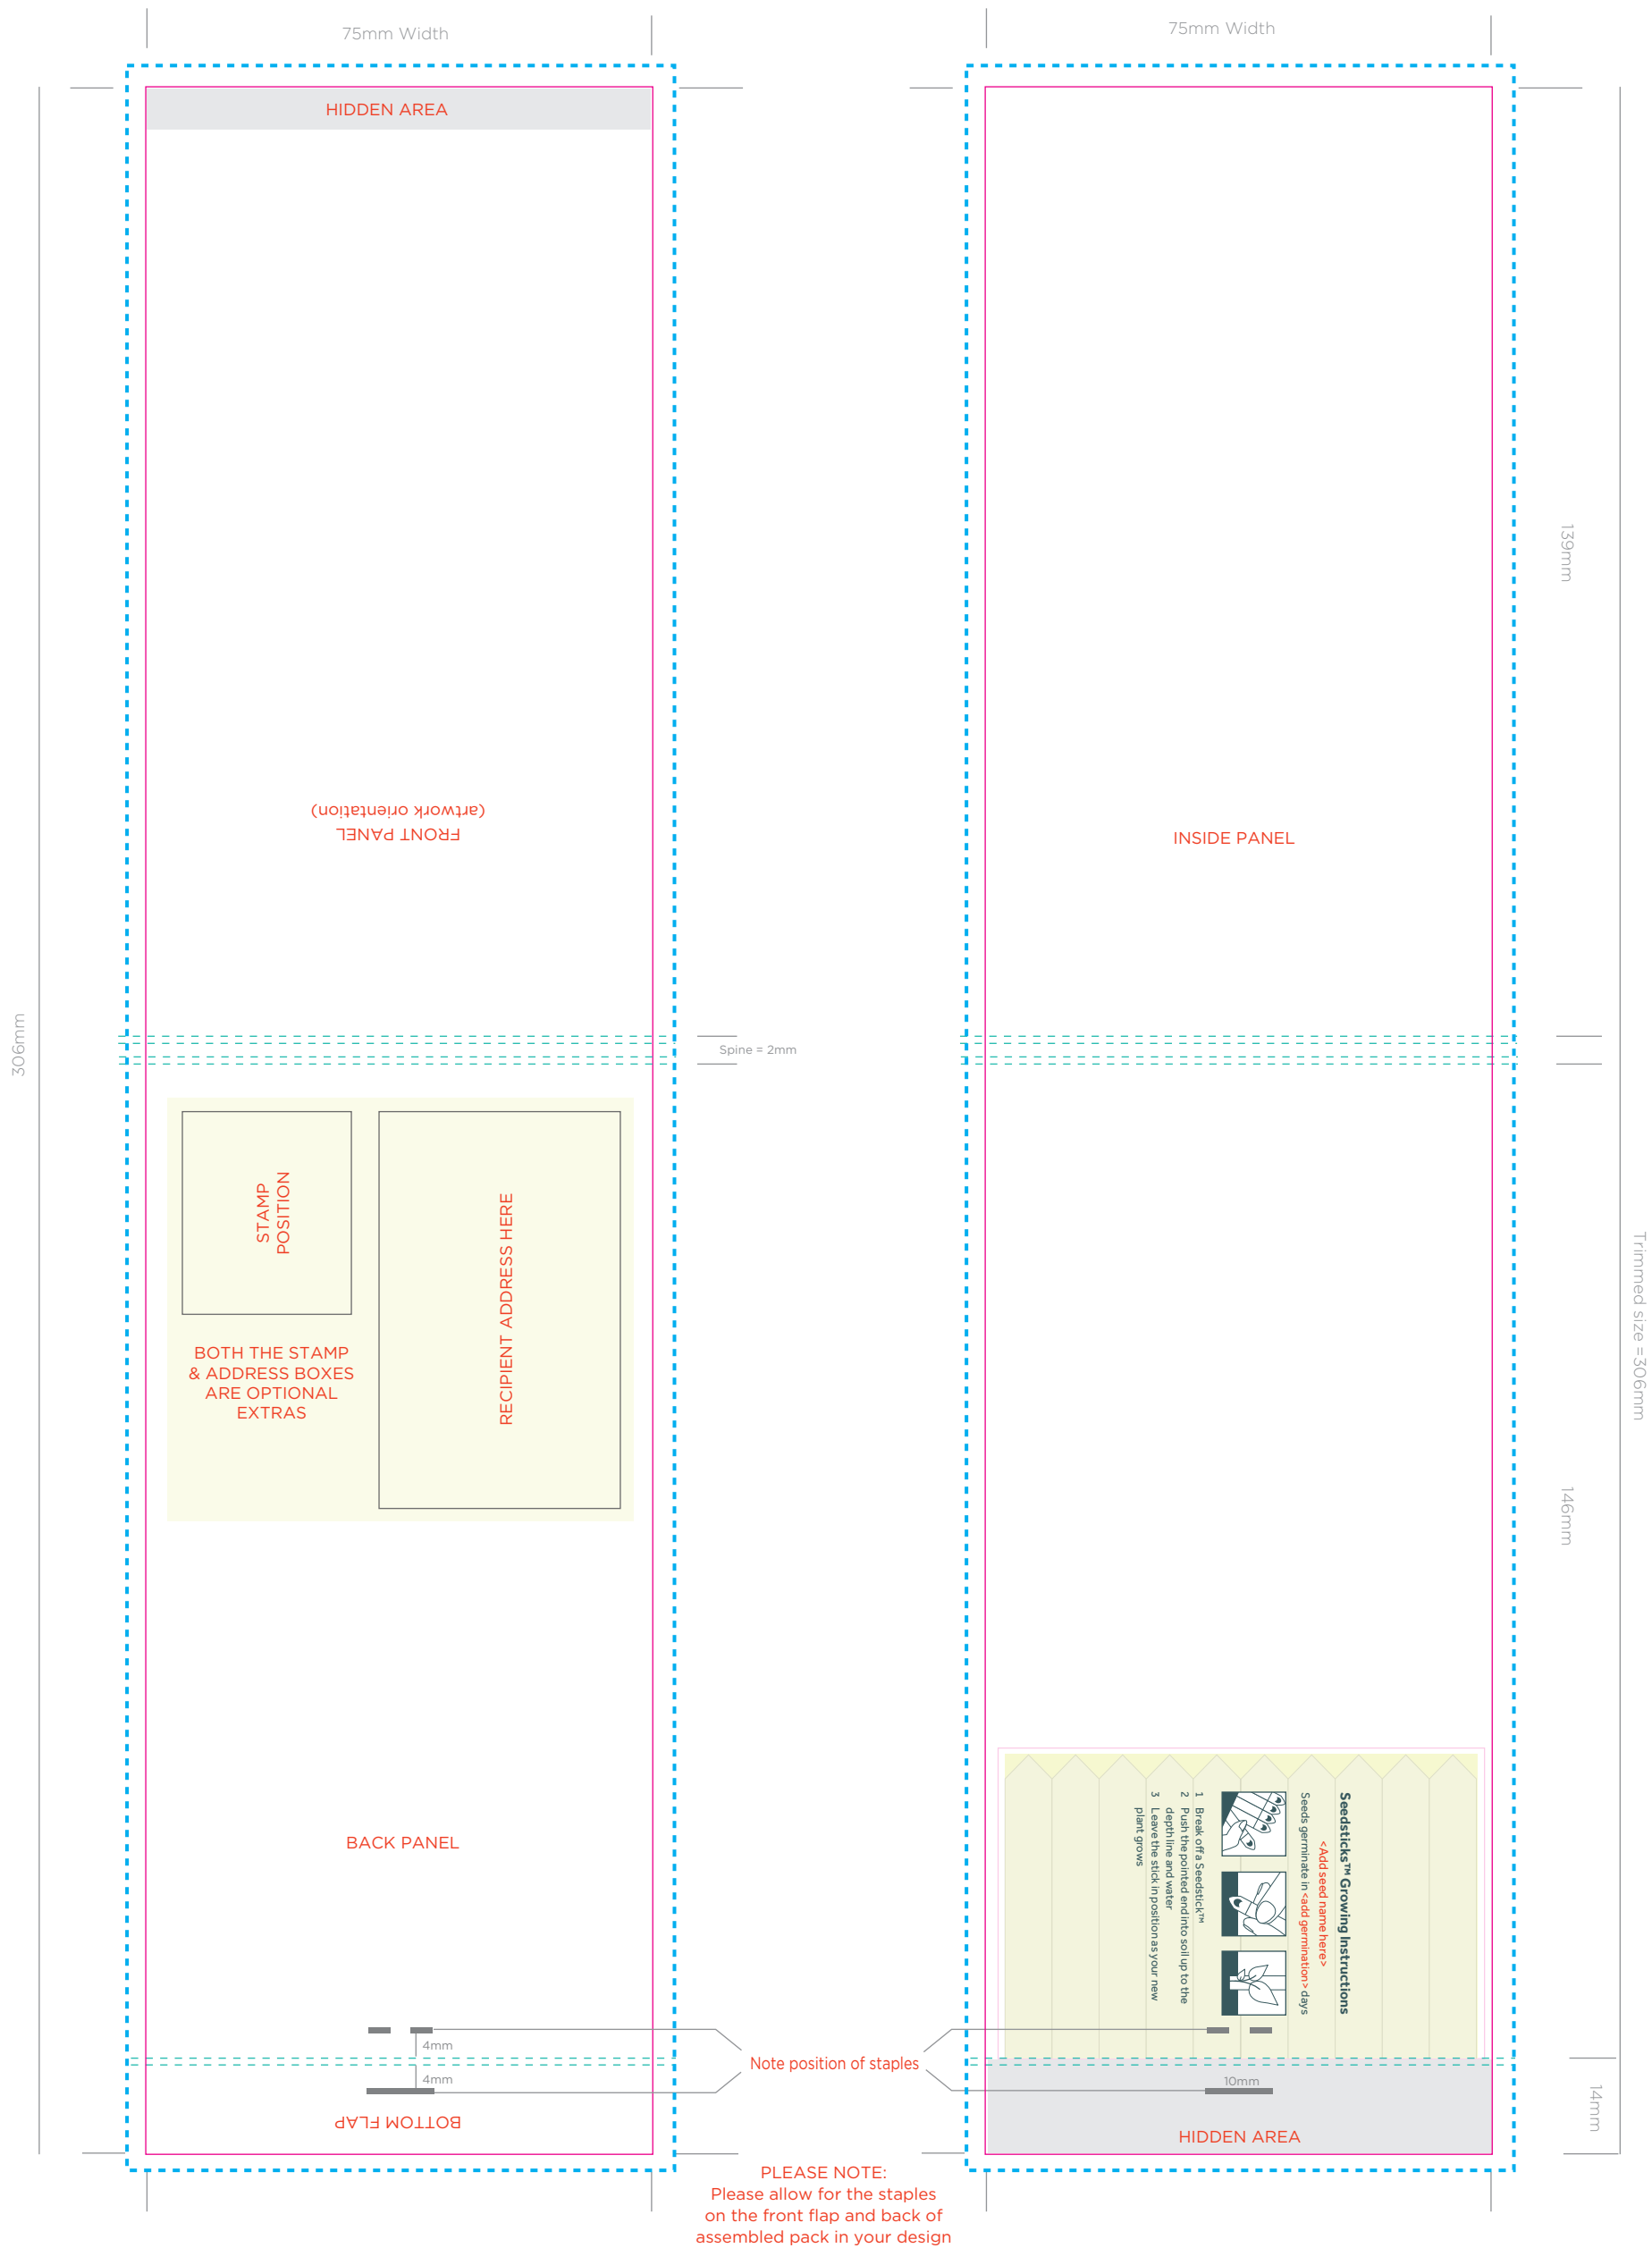 75mm Width
75mm Width
HIDDEN AREA
139mm
FRONT PANEL
(artwork orientation)
INSIDE PANEL
306mm
Spine = 2mm
STAMP
POSITION
RECIPIENT ADDRESS HERE
BOTH THE STAMP
& ADDRESS BOXES
ARE OPTIONAL
EXTRAS
Trimmed size =306mm
146mm
BACK PANEL
Seedsticks™ Growing Instructions
<Add seed name here>
Seeds germinate in <add germination> days
1 Break off a Seedstick™
2 Push the pointed end into soil up to the
depth line and water
3 Leave the stick in position as your new
plant grows
4mm
Note position of staples
4mm
10mm
BOTTOM FLAP
14mm
HIDDEN AREA
PLEASE NOTE:
Please allow for the staples
on the front flap and back of
assembled pack in your design